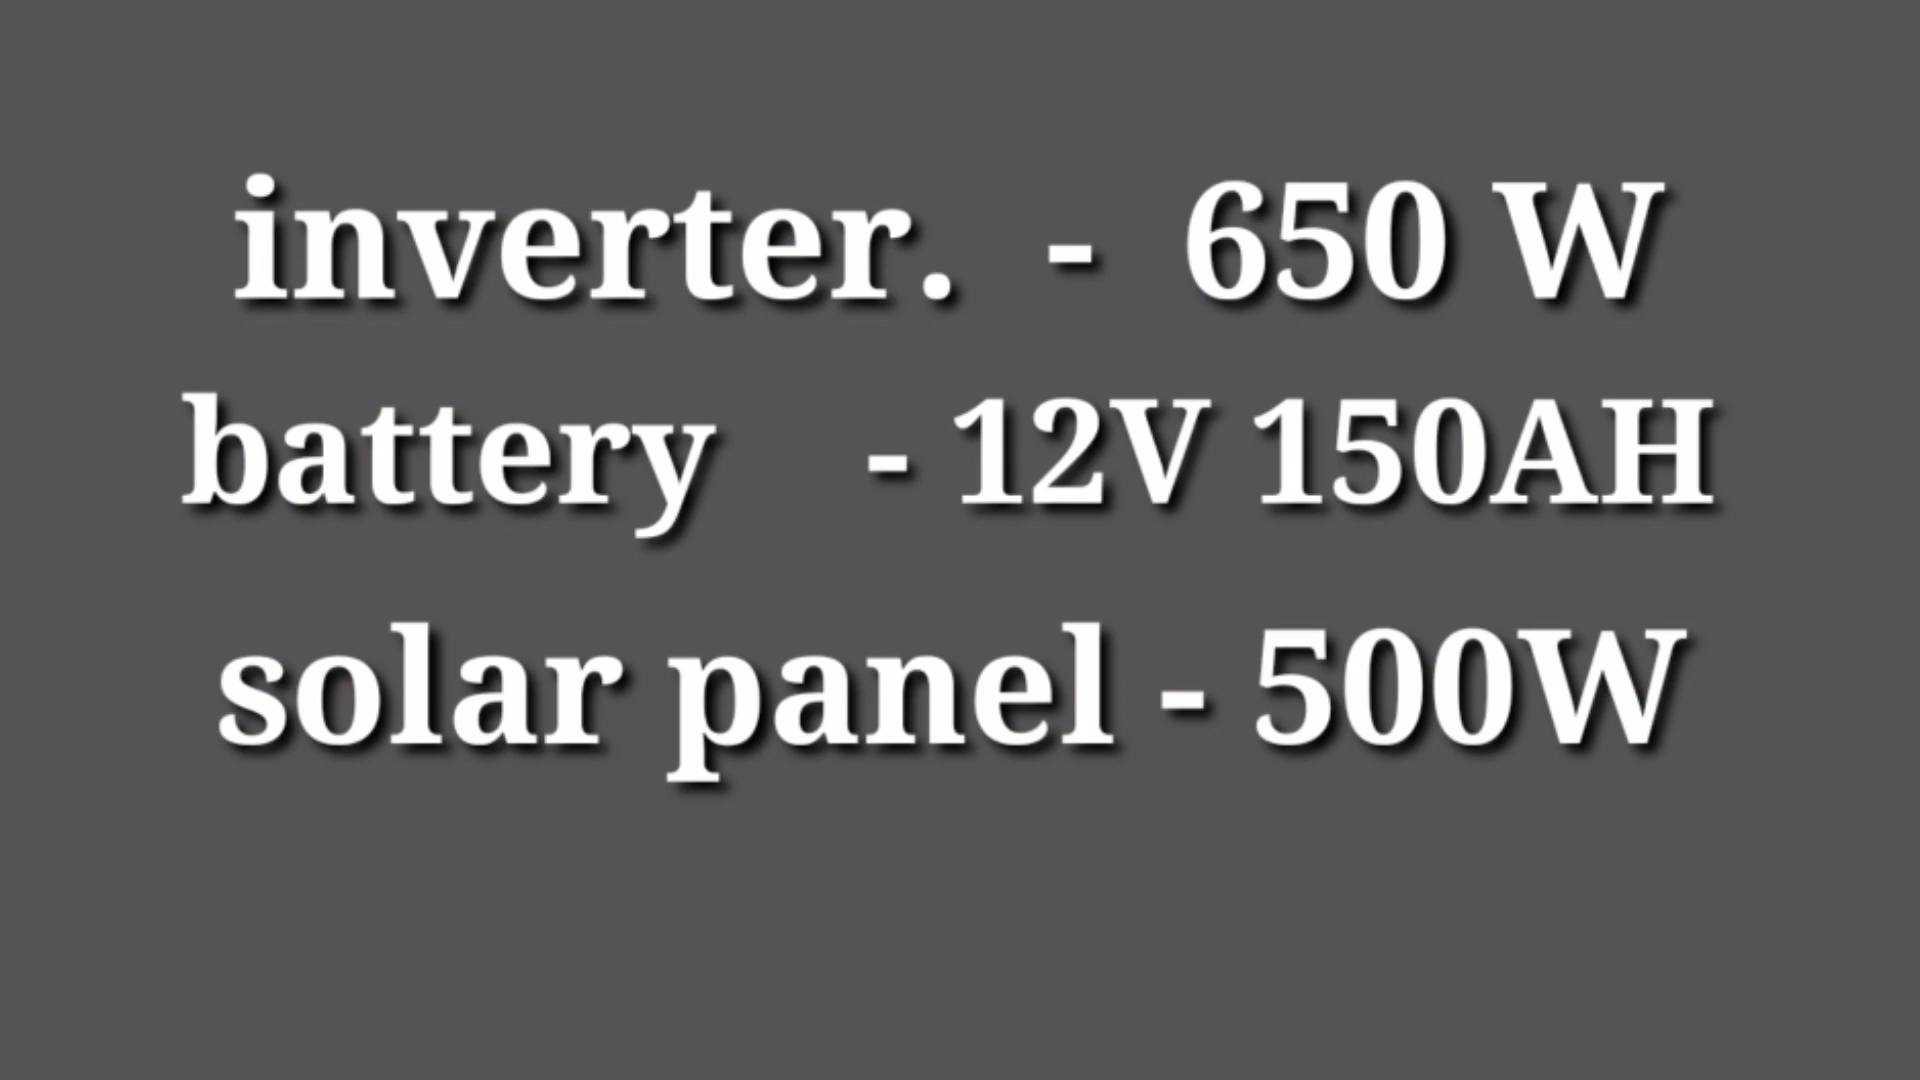 inverter. - 650 W
battery - 12V 150AH
solar panel - 500W